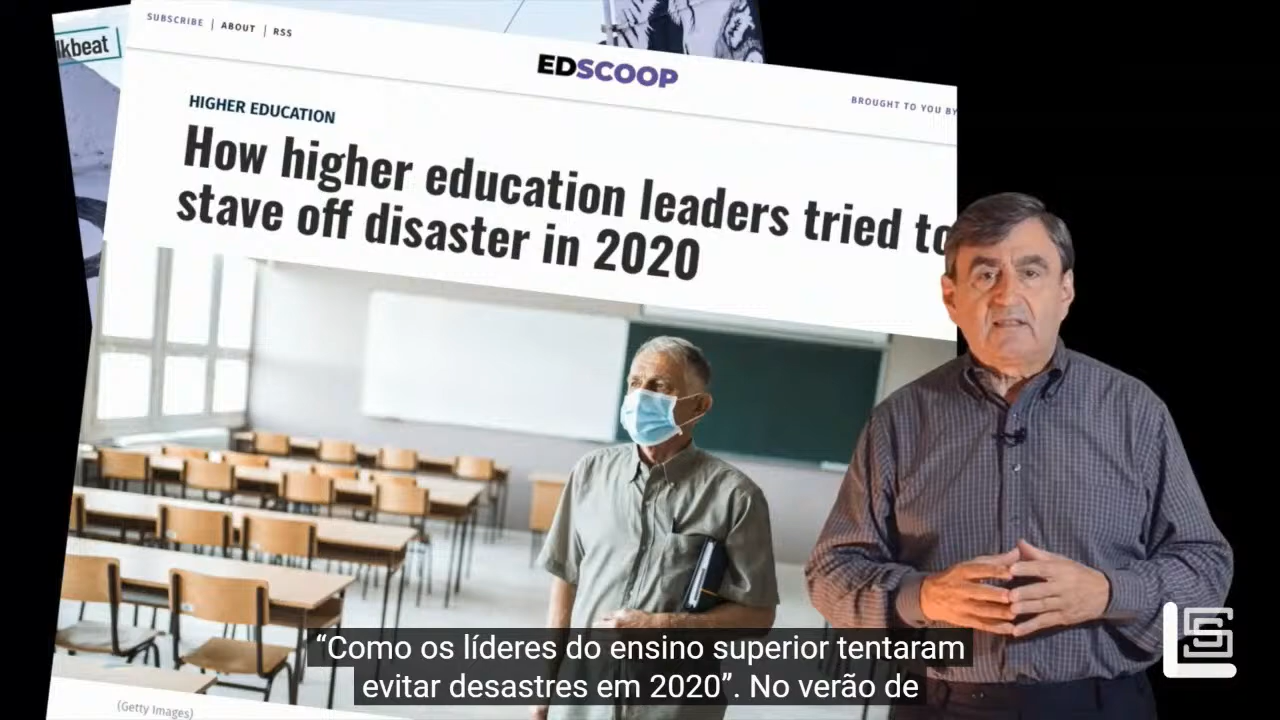 SUBSCRIBE | ABOUT | RSS
lkbeat
EDSCOOP
BROUGHT TO YOU BY
HIGHER EDUCATION
How higher education leaders tried to
stave off disaster in 2020
(Getty Images)
“Como os líderes do ensino superior tentaram
evitar desastres em 2020”. No verão de